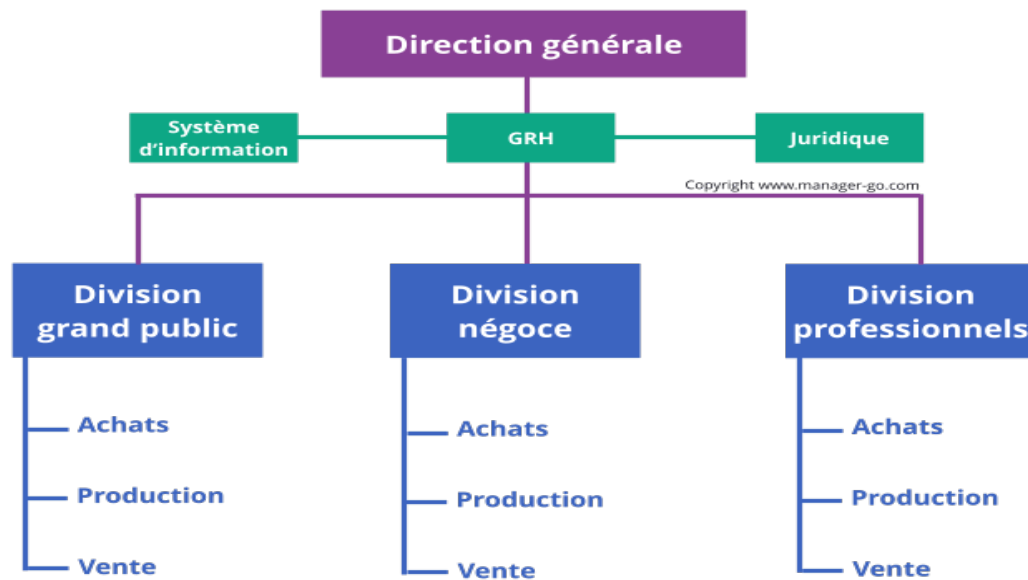 Direction générale
Système
d'information
GRH
Juridique
Copyright www.manager-go.com
Division
grand public
Division
négoce
Division
professionnels
Achats
Achats
Achats
Production
Production
Production
Vente
Vente
Vente